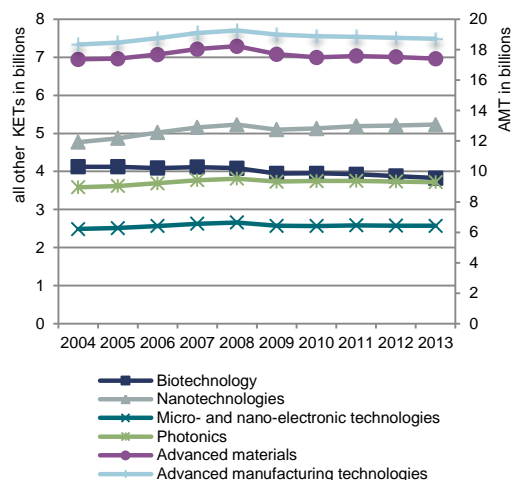 all other KETs in billions
8
7
6
5
4
3
2
1
0
20
18
16
14
12
10
8
6
4
2
0
AMT in billions
2004 2005 2006 2007 2008 2009 2010 2011 2012 2013
Biotechnology
Nanotechnologies
Micro- and nano-electronic technologies
Photonics
Advanced materials
Advanced manufacturing technologies